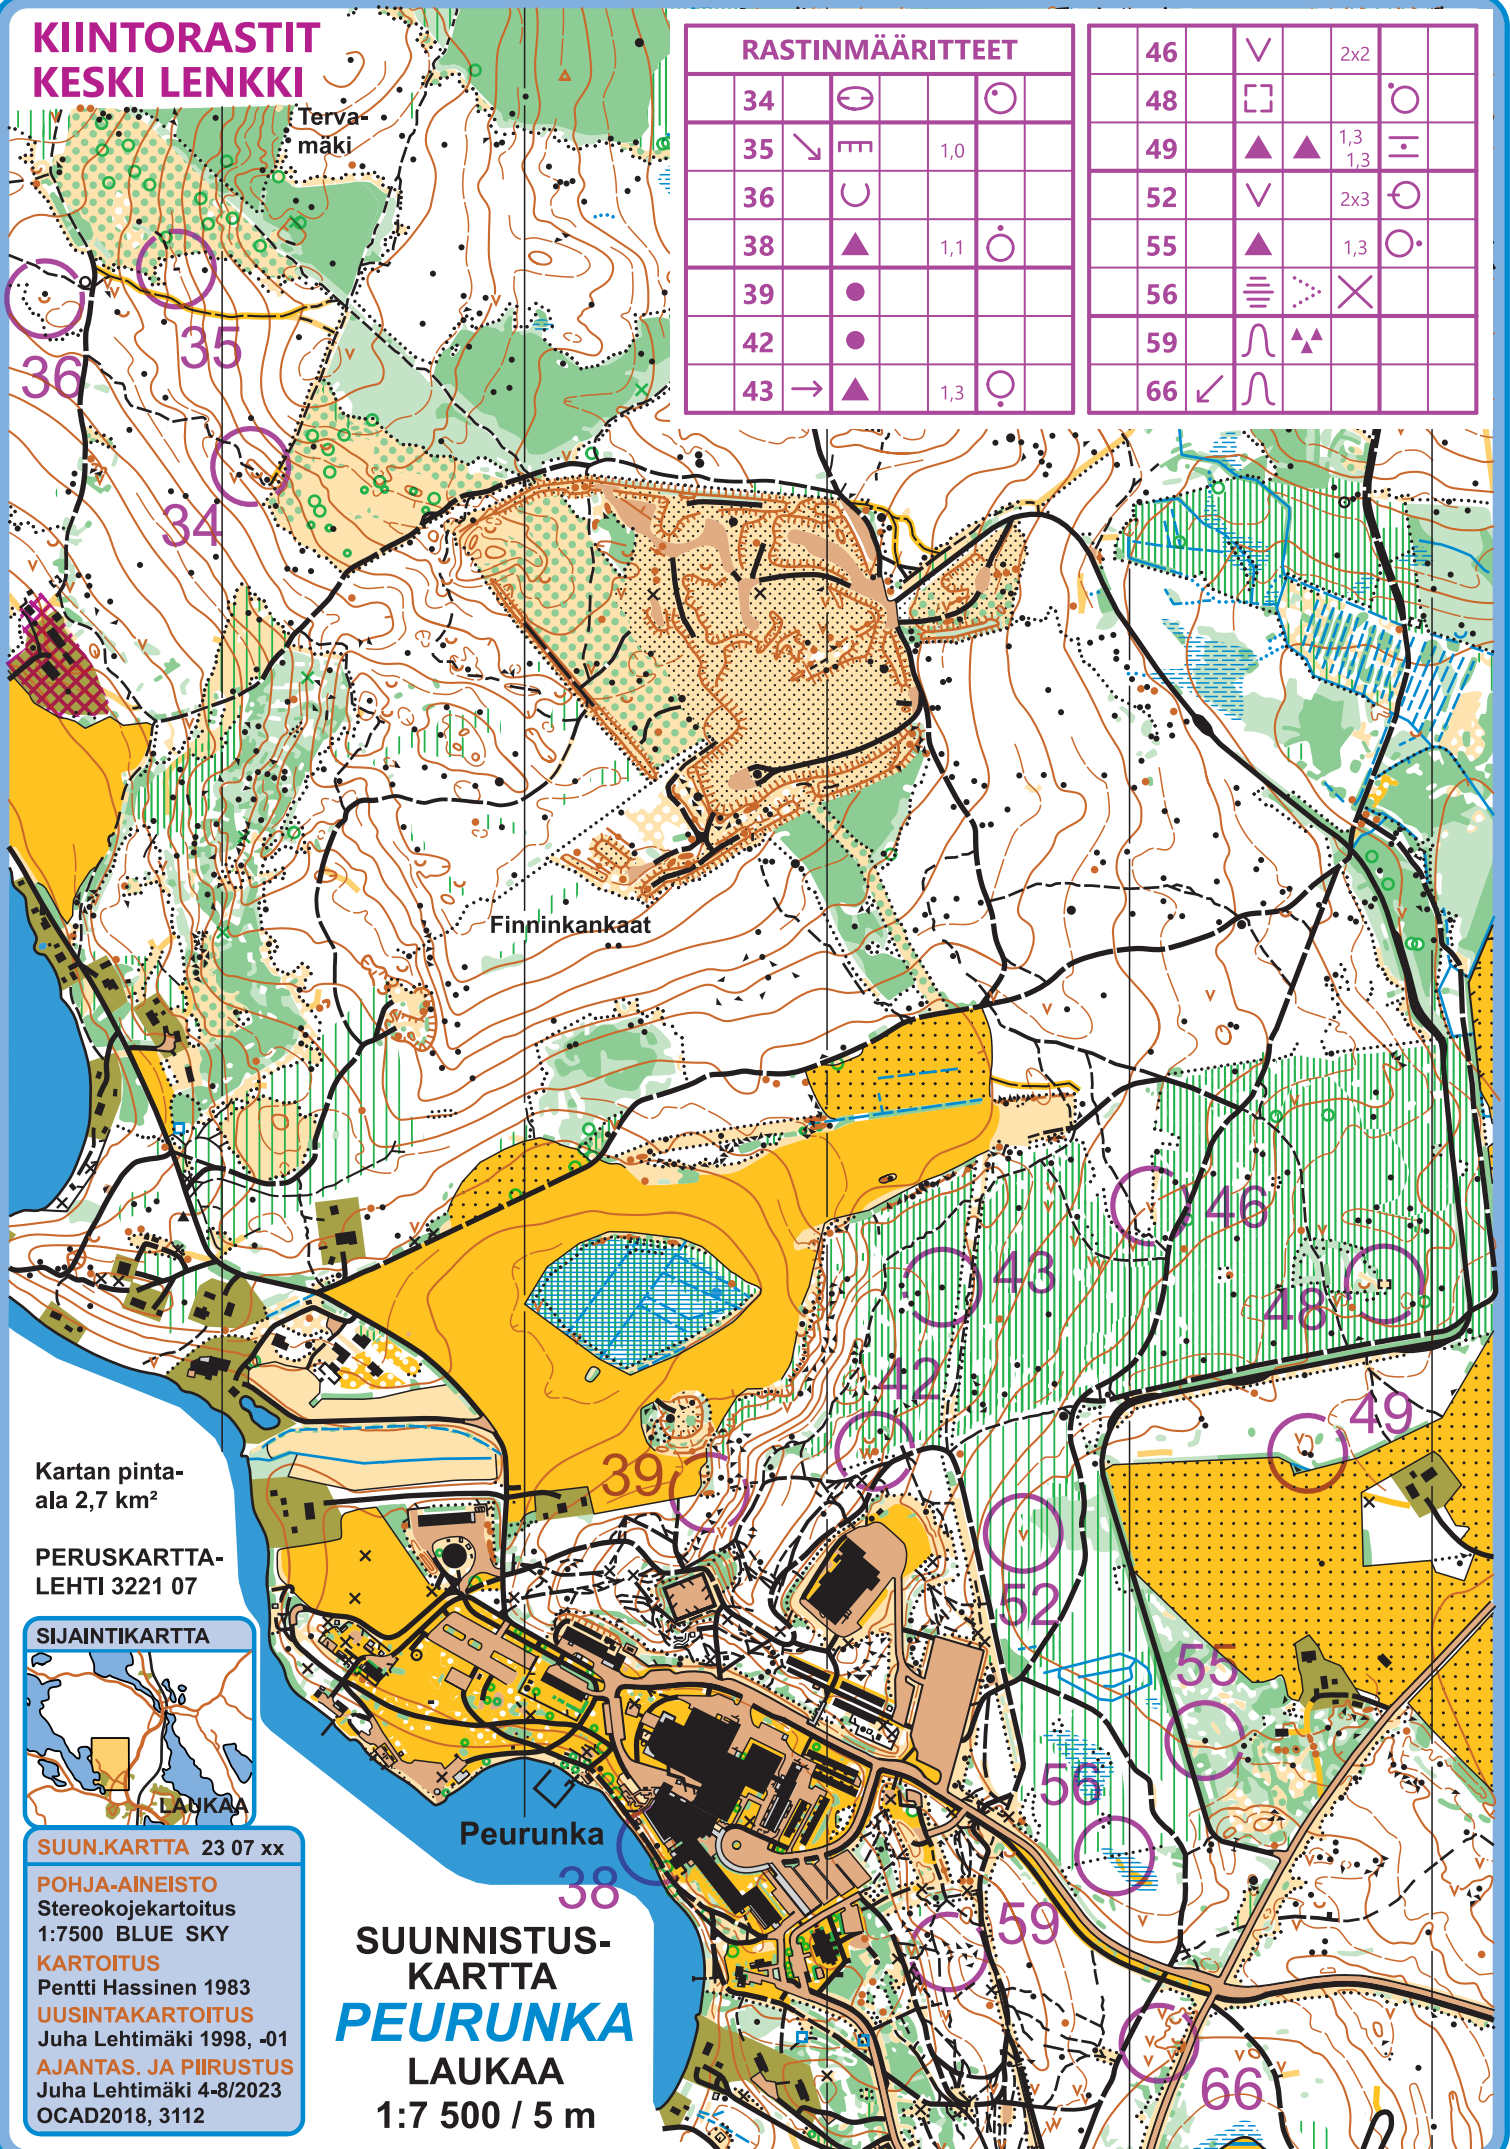 KIINTORASTIT
KESKI LENKKI
RASTINMÄÄRITTEET
34
35 1,0
36
38 1,1
39
42
43 1,3
46 2x2
48
49 1,3
1,3
52 2x3
55 1,3
56
59
66
Terva-
mäki
35
36
34
Finninkankaat
46
43
48
42
49
39
52
55
56
38
59
66
Kartan pinta-
ala 2,7 km²
PERUSKARTTA-
LEHTI 3221 07
SIJAINTIKARTTA
LAUKAA
Peurunka
SUUN.KARTTA 23 07 xx
POHJA-AINEISTO
Stereokojekartoitus
1:7500 BLUE SKY
KARTOITUS
Pentti Hassinen 1983
UUSINTAKARTOITUS
Juha Lehtimäki 1998, -01
AJANTAS. JA PIIRUSTUS
Juha Lehtimäki 4-8/2023
OCAD2018, 3112
SUUNNISTUS-
KARTTA
PEURUNKA
LAUKAA
1:7 500 / 5 m